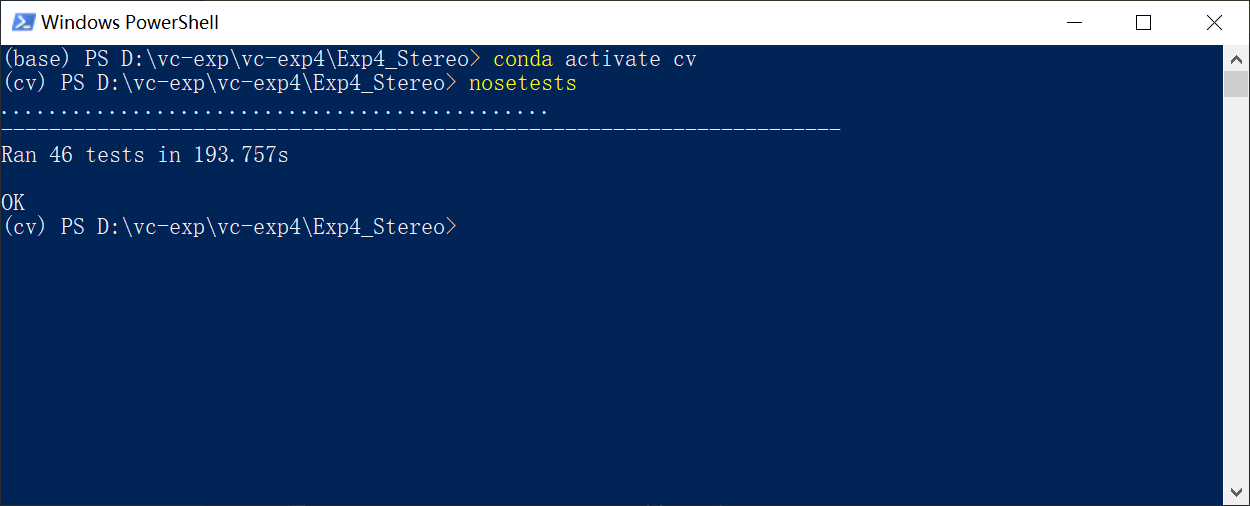 Windows PowerShell
(base) PS D:\vc-exp\vc-exp4\Exp4_Stereo> conda activate cv
(cv) PS D:\vc-exp\vc-exp4\Exp4_Stereo> nosetests
..............................................
----------------------------------------------------------------------
Ran 46 tests in 193.757s
OK
(cv) PS D:\vc-exp\vc-exp4\Exp4_Stereo>